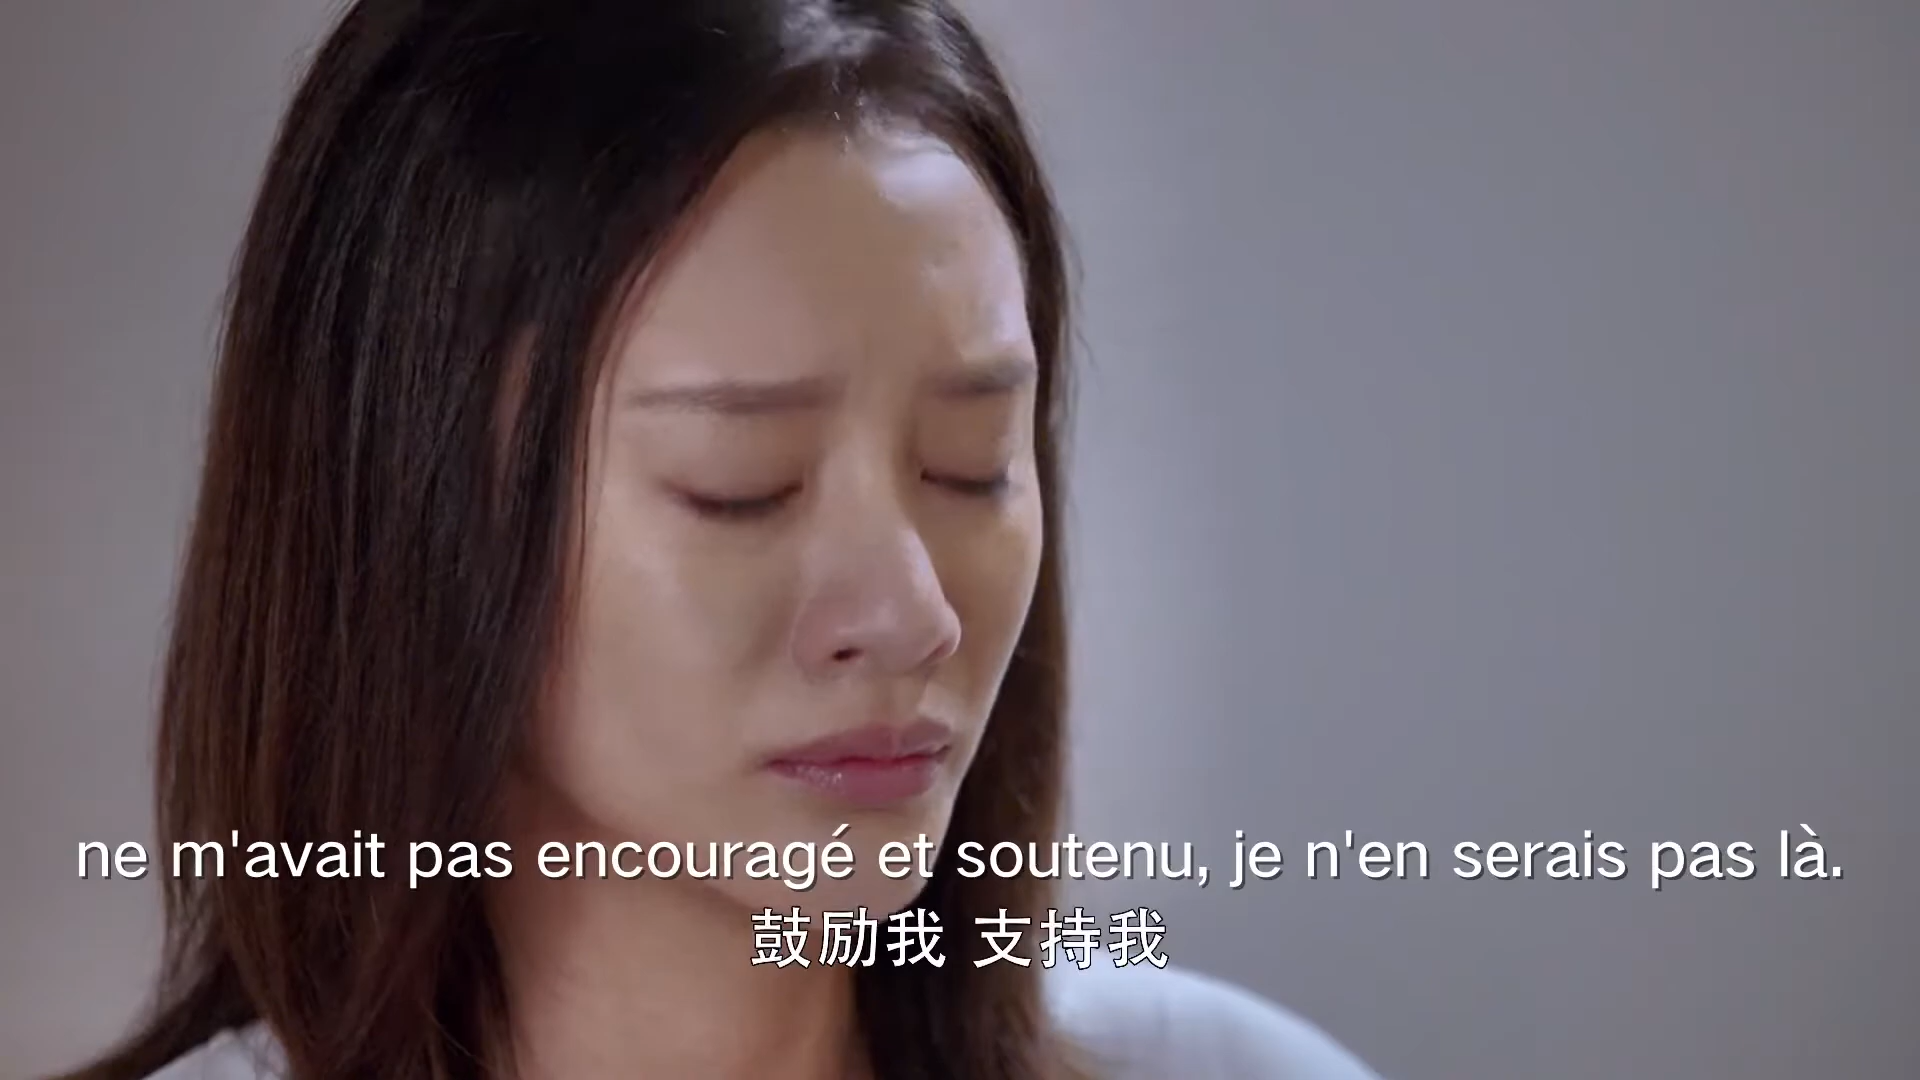 ne m'avait pas encouragé et soutenu, je n'en serais pas là.
鼓励我 支持我